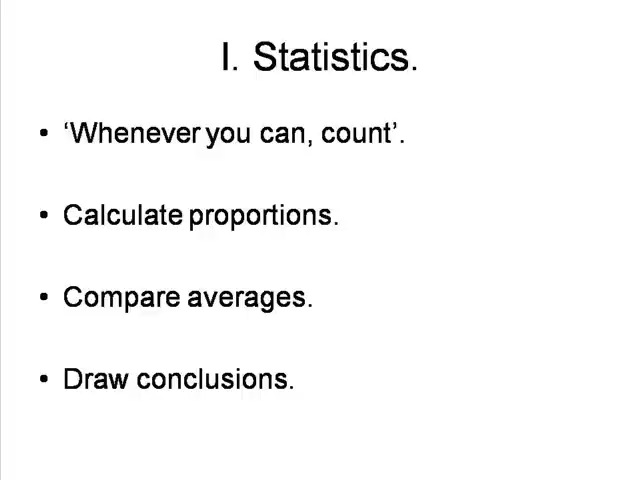 I. Statistics.
• ‘Whenever you can, count’.
• Calculate proportions.
• Compare averages.
• Draw conclusions.